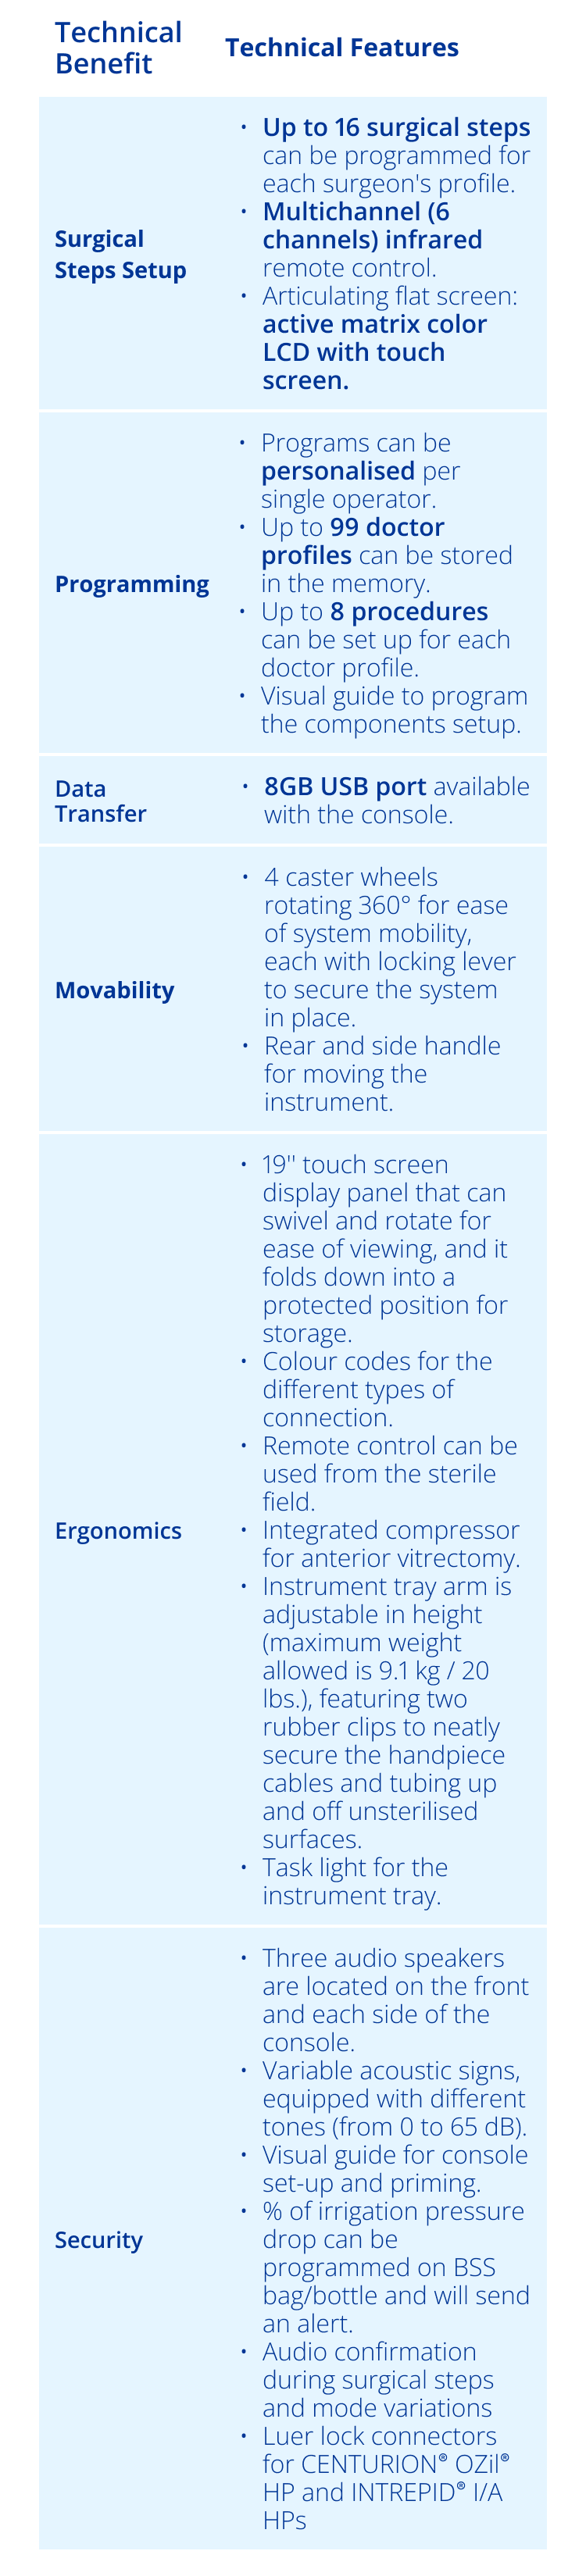 Technical
Benefit
Technical Features
Surgical
Steps Setup
• Up to 16 surgical steps
can be programmed for
each surgeon's profile.
• Multichannel (6
channels) infrared
remote control.
• Articulating flat screen:
active matrix color
LCD with touch
screen.
Programming
• Programs can be
personalised per
single operator.
• Up to 99 doctor
profiles can be stored
in the memory.
• Up to 8 procedures
can be set up for each
doctor profile.
• Visual guide to program
the components setup.
Data
Transfer
• 8GB USB port available
with the console.
Movability
• 4 caster wheels
rotating 360° for ease
of system mobility,
each with locking lever
to secure the system
in place.
• Rear and side handle
for moving the
instrument.
Ergonomics
• 19" touch screen
display panel that can
swivel and rotate for
ease of viewing, and it
folds down into a
protected position for
storage.
• Colour codes for the
different types of
connection.
• Remote control can be
used from the sterile
field.
• Integrated compressor
for anterior vitrectomy.
• Instrument tray arm is
adjustable in height
(maximum weight
allowed is 9.1 kg / 20
lbs.), featuring two
rubber clips to neatly
secure the handpiece
cables and tubing up
and off unsterilised
surfaces.
• Task light for the
instrument tray.
Security
• Three audio speakers
are located on the front
and each side of the
console.
• Variable acoustic signs,
equipped with different
tones (from 0 to 65 dB).
• Visual guide for console
set-up and priming.
• % of irrigation pressure
drop can be
programmed on BSS
bag/bottle and will send
an alert.
• Audio confirmation
during surgical steps
and mode variations
• Luer lock connectors
for CENTURION® OZil®
HP and INTREPID® I/A
HPs